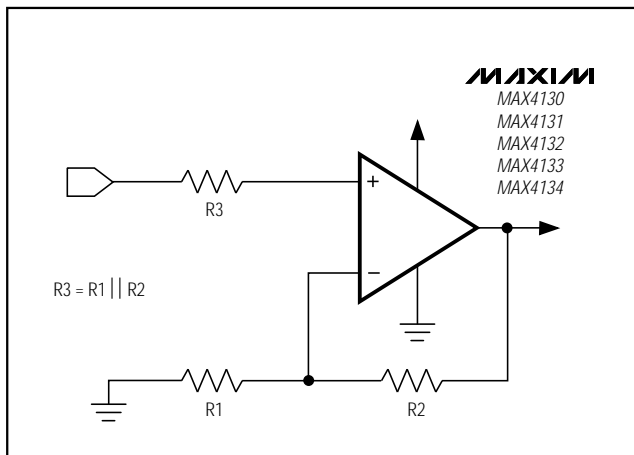 MAXIM
MAX4130
MAX4131
MAX4132
MAX4133
MAX4134
+
R3
−
R3 = R1 || R2
R1
R2